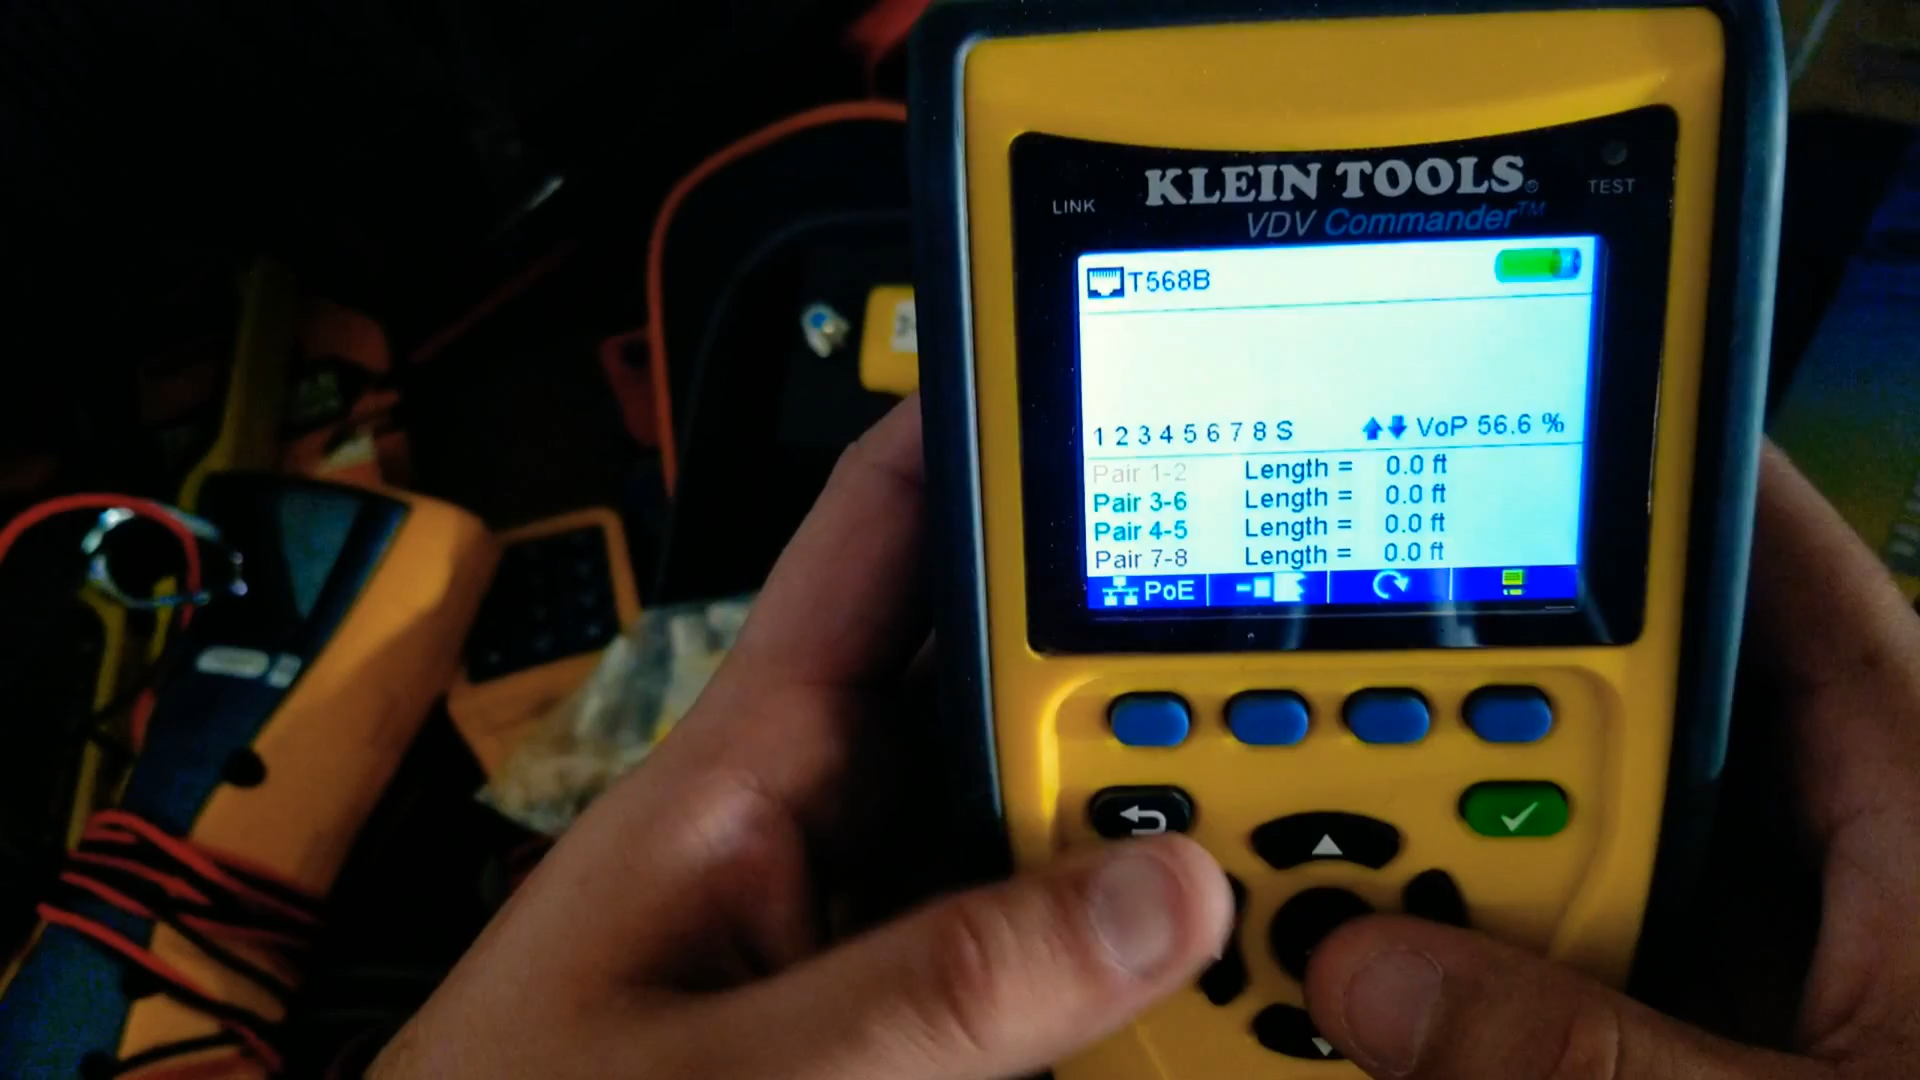 KLEIN TOOLS®
VDV Commander™
LINK
TEST
T568B
1 2 3 4 5 6 7 8 S
VoP 56.6 %
Pair 1-2 Length = 0.0 ft
Pair 3-6 Length = 0.0 ft
Pair 4-5 Length = 0.0 ft
Pair 7-8 Length = 0.0 ft
PoE